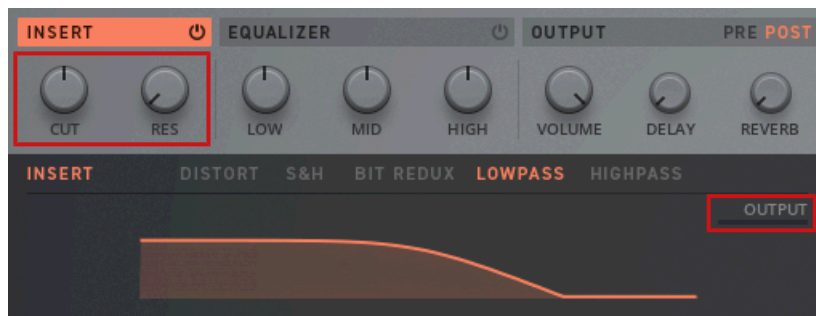 INSERT EQUALIZER OUTPUT PRE POST
CUT RES LOW MID HIGH VOLUME DELAY REVERB
INSERT DISTORT S&H BIT REDUX LOWPASS HIGHPASS
OUTPUT